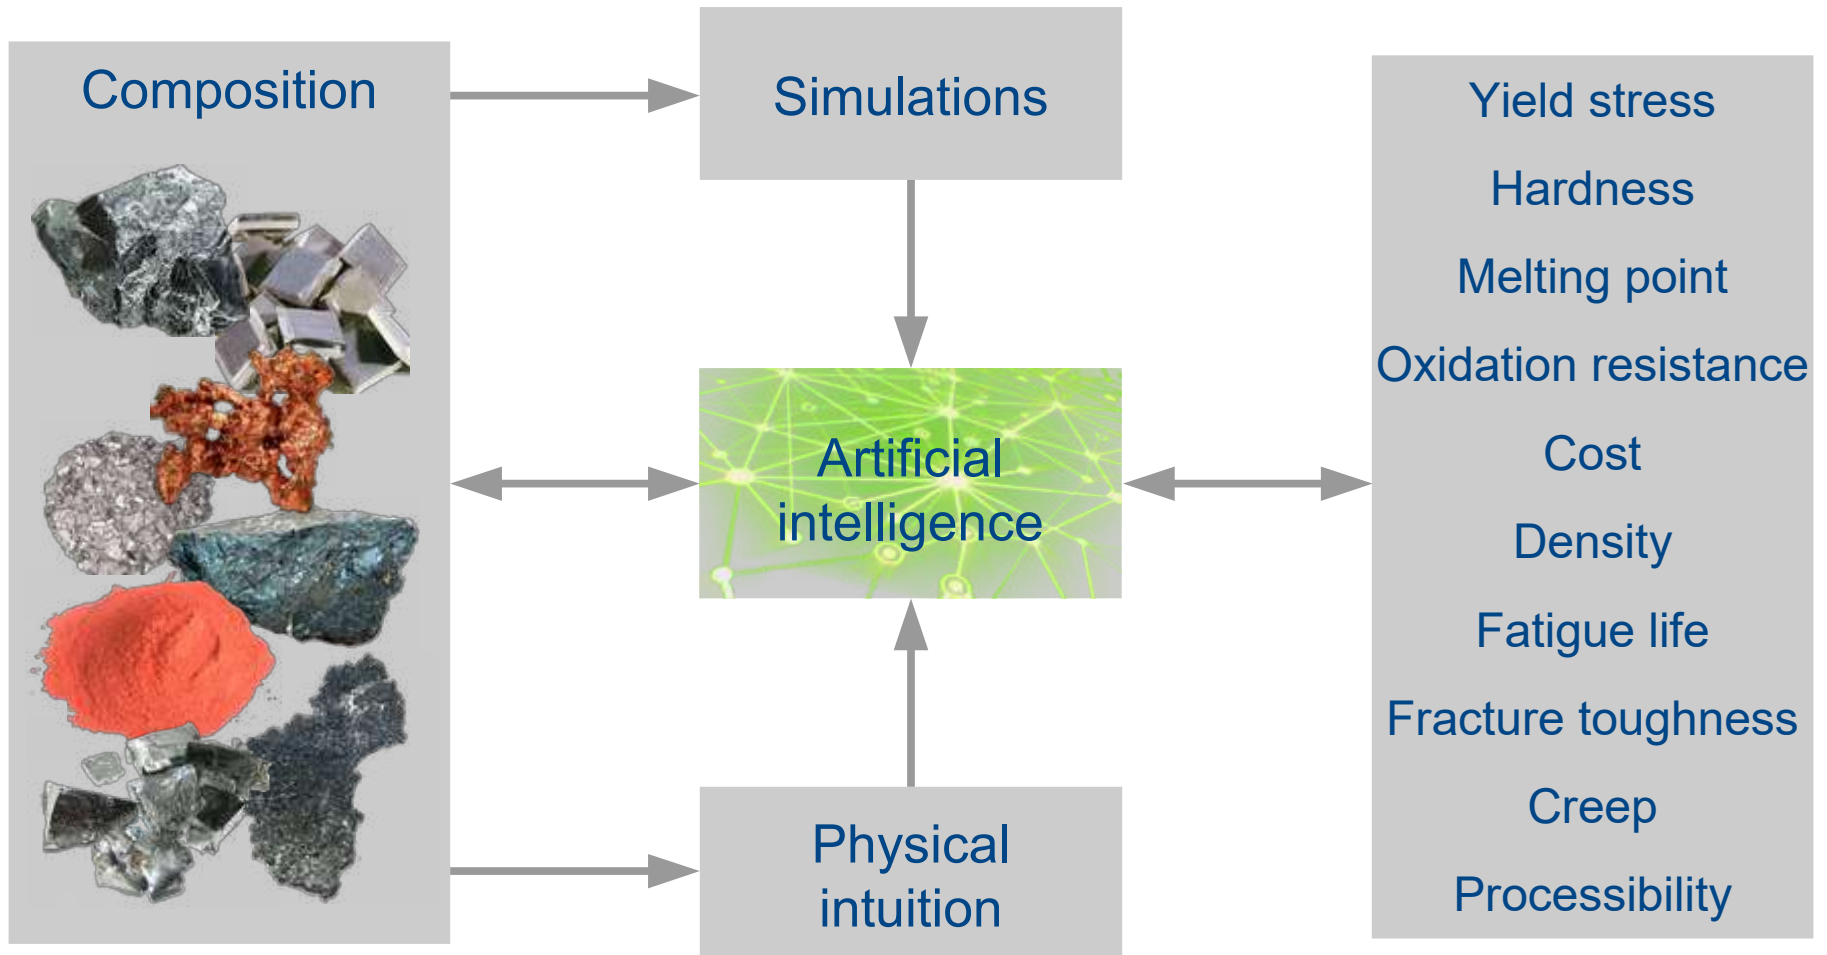 Composition
Simulations
Artificial
intelligence
Physical
intuition
Yield stress
Hardness
Melting point
Oxidation resistance
Cost
Density
Fatigue life
Fracture toughness
Creep
Processibility